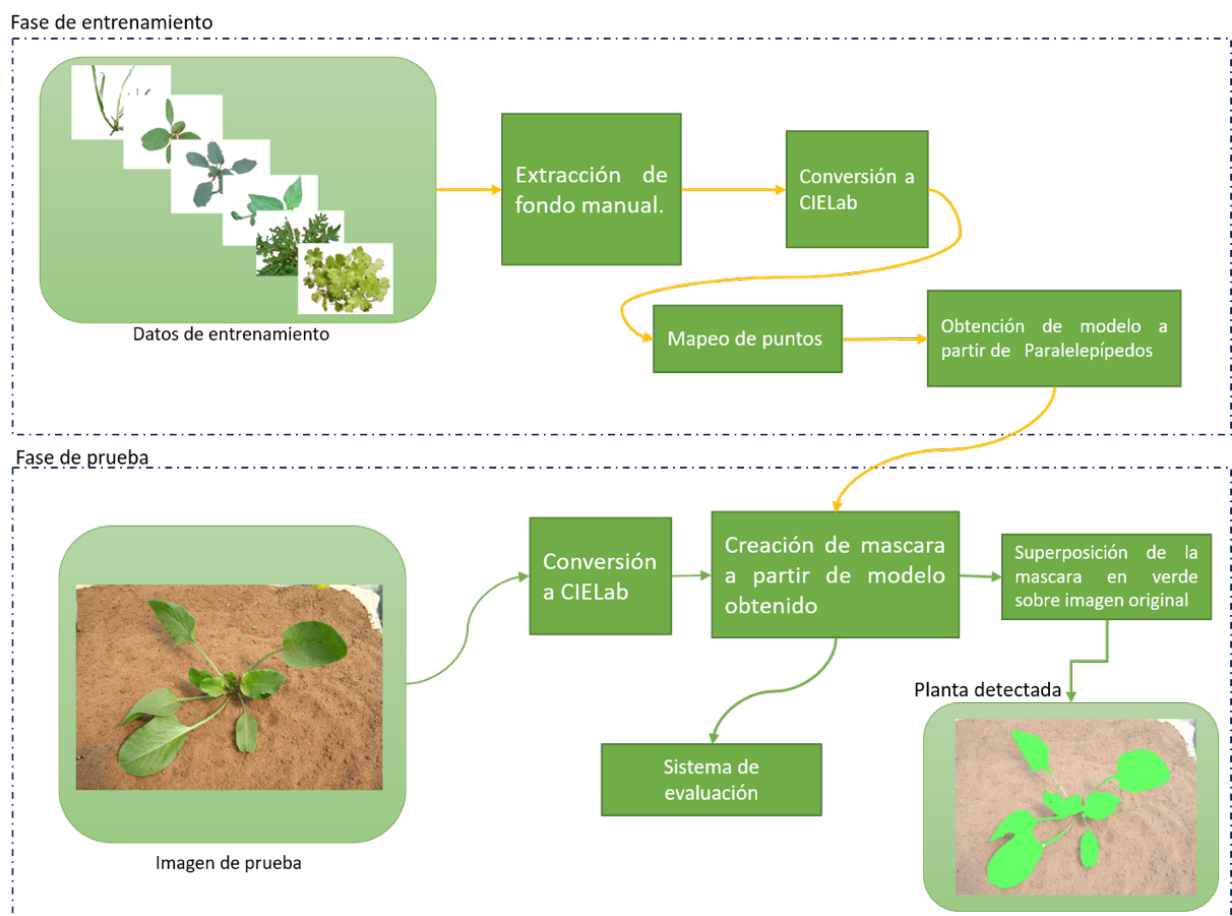 Fase de entrenamiento
Datos de entrenamiento
Extracción de
fondo manual.
Conversión a
CIELab
Mapeo de puntos
Obtención de modelo a
partir de Paralelepípedos
Fase de prueba
Imagen de prueba
Conversión
a CIELab
Creación de mascara
a partir de modelo
obtenido
Superposición de la
mascara en verde
sobre imagen original
Sistema de
evaluación
Planta detectada